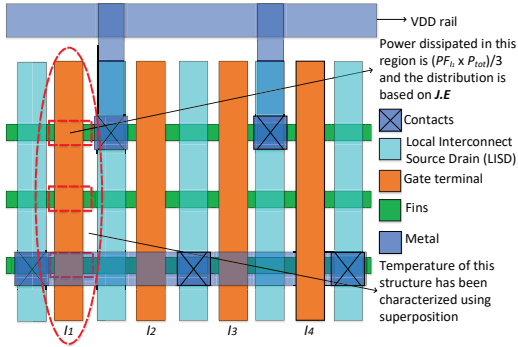 VDD rail
Power dissipated in this
region is (PF_l₁ x P_tot)/3
and the distribution is
based on J.E
Contacts
Local Interconnect
Source Drain (LISD)
Gate terminal
Fins
Metal
Temperature of this
structure has been
characterized using
superposition
l₁ l₂ l₃ l₄